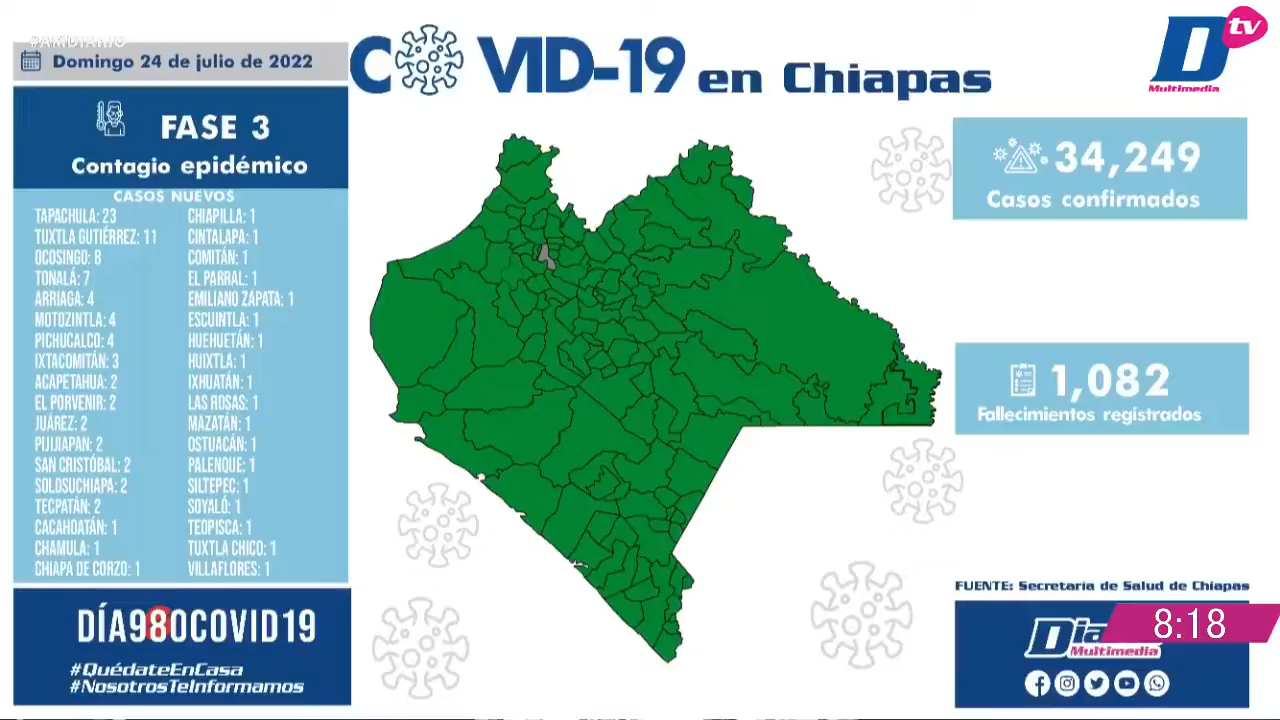 #AMDIARIO
Domingo 24 de julio de 2022
COVID-19 en Chiapas
D tv
Multimedia
FASE 3
Contagio epidémico
CASOS NUEVOS
TAPACHULA: 23
TUXTLA GUTIÉRREZ: 11
OCOSINGO: 8
TONALÁ: 7
ARRIAGA: 4
MOTOZINTLA: 4
PICHUCALCO: 4
IXTACOMITÁN: 3
ACAPETAHUA: 2
EL PORVENIR: 2
JUÁREZ: 2
PIJIJIAPAN: 2
SAN CRISTÓBAL: 2
SOLOSUCHIAPA: 2
TECPATÁN: 2
CACAHOATÁN: 1
CHAMULA: 1
CHIAPA DE CORZO: 1
CHIAPILLA: 1
CINTALAPA: 1
COMITÁN: 1
EL PARRAL: 1
EMILIANO ZAPATA: 1
ESCUINTLA: 1
HUEHUETÁN: 1
HUIXTLA: 1
IXHUATÁN: 1
LAS ROSAS: 1
MAZATÁN: 1
OSTUACÁN: 1
PALENQUE: 1
SILTEPEC: 1
SOYALÓ: 1
TEOPISCA: 1
TUXTLA CHICO: 1
VILLAFLORES: 1
DÍA980COVID19
#QuédateEnCasa
#NosotrosTeInformamos
34,249
Casos confirmados
1,082
Fallecimientos registrados
FUENTE: Secretaría de Salud de Chiapas
Dia
Multimedia
8:18